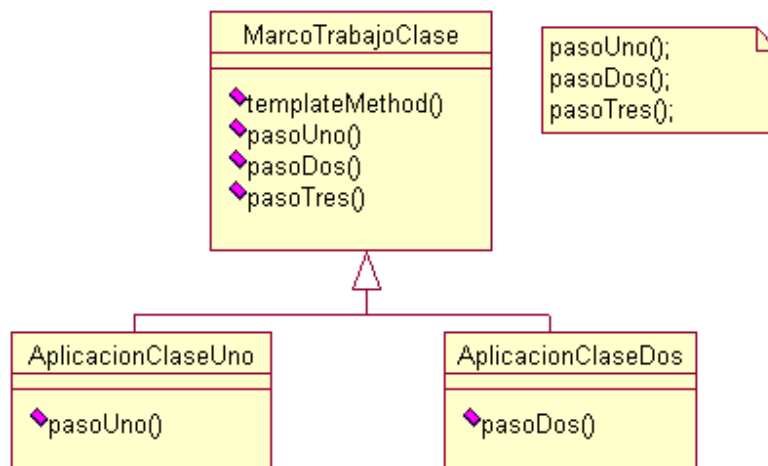 MarcoTrabajoClase
templateMethod()
pasoUno()
pasoDos()
pasoTres()
pasoUno();
pasoDos();
pasoTres();
AplicacionClaseUno
pasoUno()
AplicacionClaseDos
pasoDos()